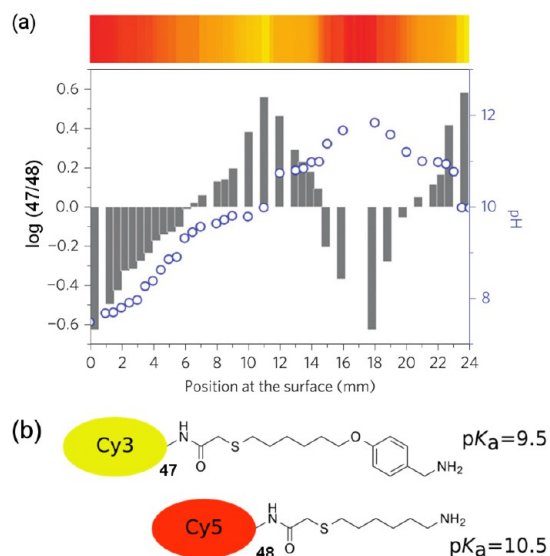 (a)
0.6
0.4
0.2
0.0
-0.2
-0.4
-0.6
log (47/48)
12
10
8
pH
0 2 4 6 8 10 12 14 16 18 20 22 24
Position at the surface (mm)
(b)
Cy3
47
H
N
O
S
O
NH2
pKa=9.5
Cy5
48
H
N
O
S
NH2
pKa=10.5